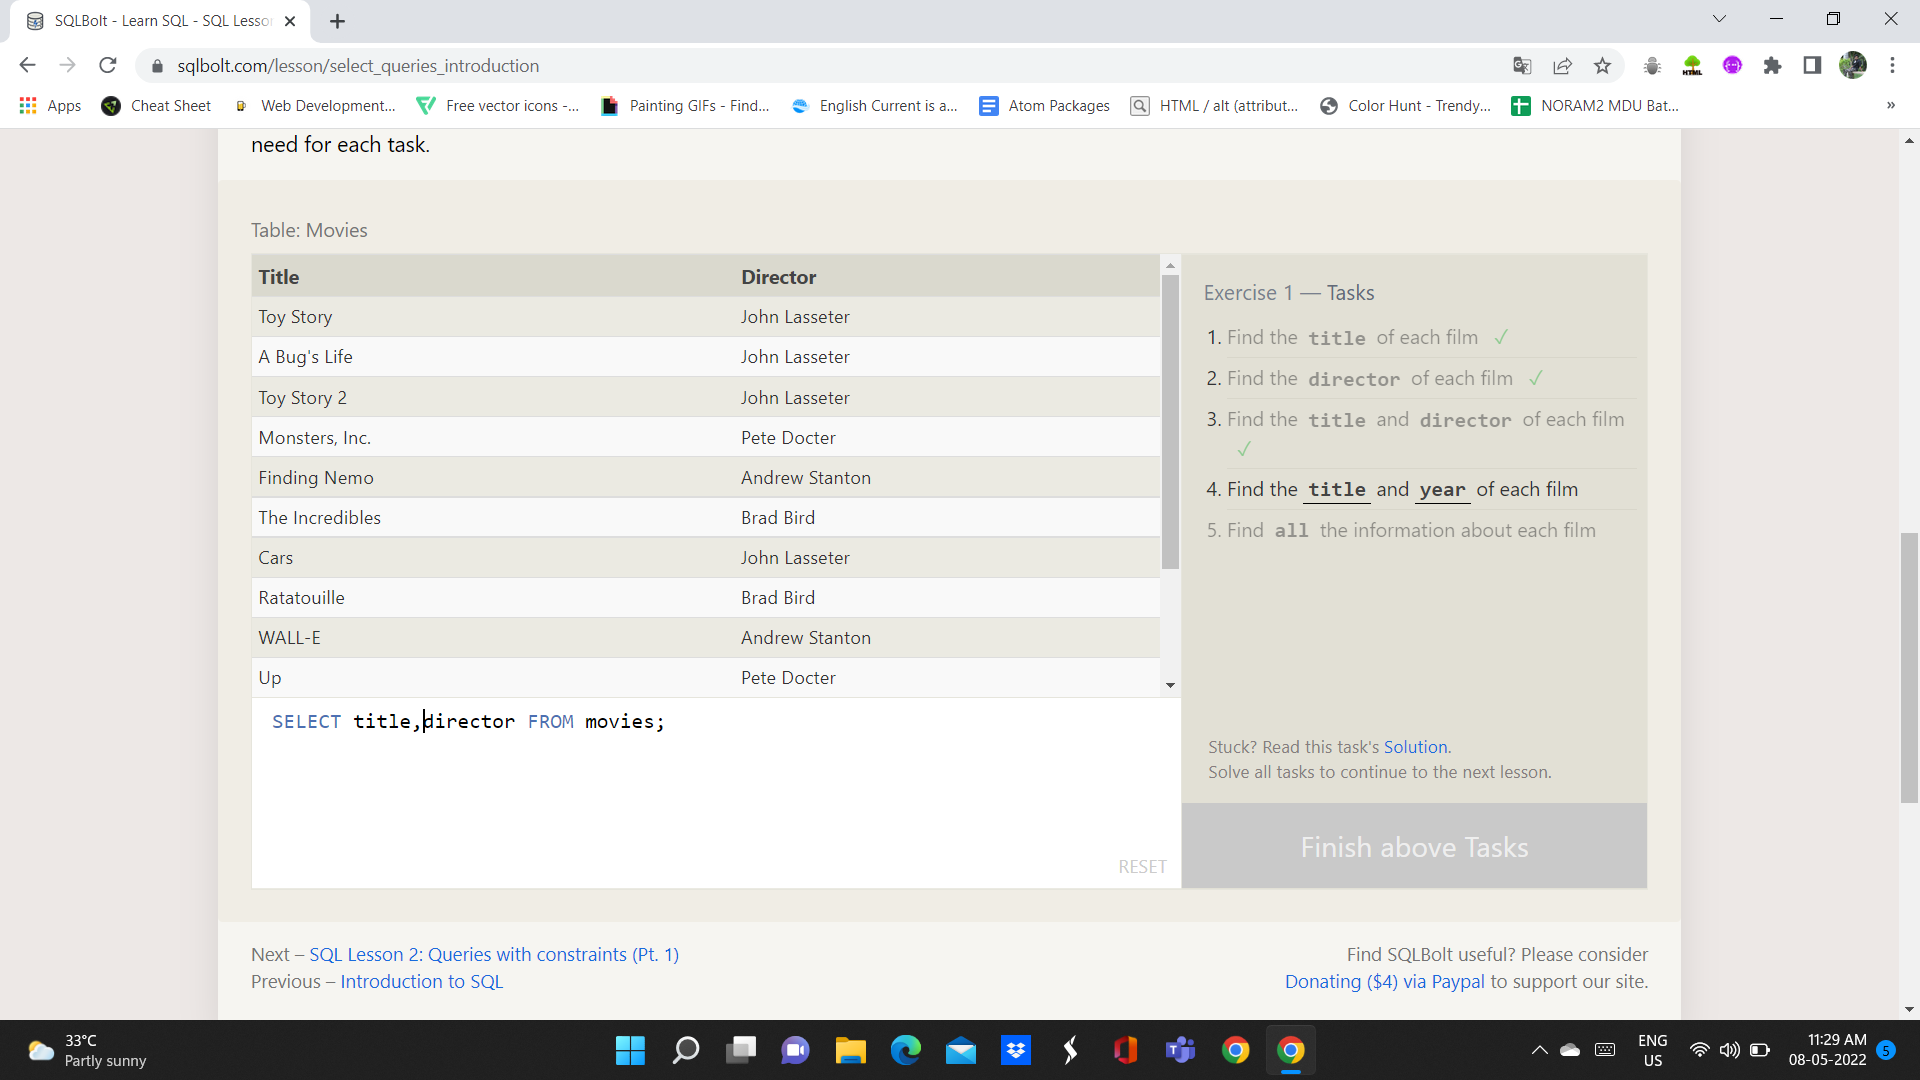 SQLBolt - Learn SQL - SQL Lesso
sqlbolt.com/lesson/select_queries_introduction
Apps
Cheat Sheet
Web Development...
Free vector icons -...
Painting GIFs - Find...
English Current is a...
Atom Packages
HTML / alt (attribut...
Color Hunt - Trendy...
NORAM2 MDU Bat...
»
need for each task.
Table: Movies
Title Director
Toy Story John Lasseter
A Bug's Life John Lasseter
Toy Story 2 John Lasseter
Monsters, Inc. Pete Docter
Finding Nemo Andrew Stanton
The Incredibles Brad Bird
Cars John Lasseter
Ratatouille Brad Bird
WALL-E Andrew Stanton
Up Pete Docter
SELECT title,director FROM movies;
RESET
Exercise 1 — Tasks
1. Find the title of each film ✓
2. Find the director of each film ✓
3. Find the title and director of each film
✓
4. Find the title and year of each film
5. Find all the information about each film
Stuck? Read this task's Solution.
Solve all tasks to continue to the next lesson.
Finish above Tasks
Next – SQL Lesson 2: Queries with constraints (Pt. 1)
Previous – Introduction to SQL
Find SQLBolt useful? Please consider
Donating ($4) via Paypal to support our site.
33°C
Partly sunny
ENG
US
11:29 AM
08-05-2022
5